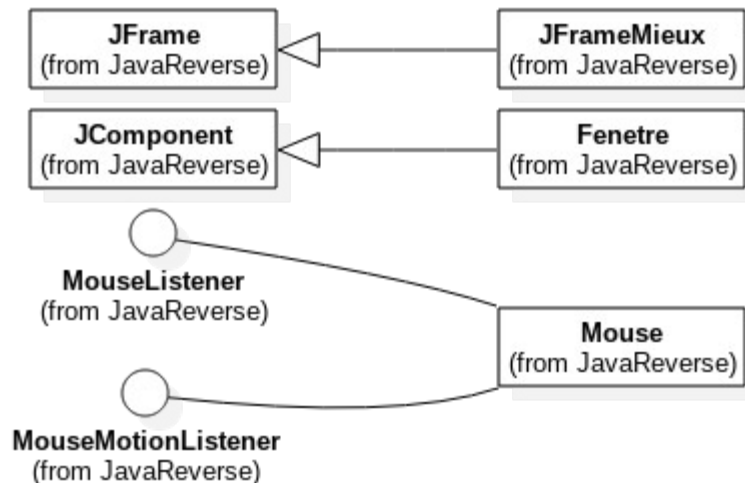 JFrame
(from JavaReverse)
JFrameMieux
(from JavaReverse)
JComponent
(from JavaReverse)
Fenetre
(from JavaReverse)
MouseListener
(from JavaReverse)
Mouse
(from JavaReverse)
MouseMotionListener
(from JavaReverse)